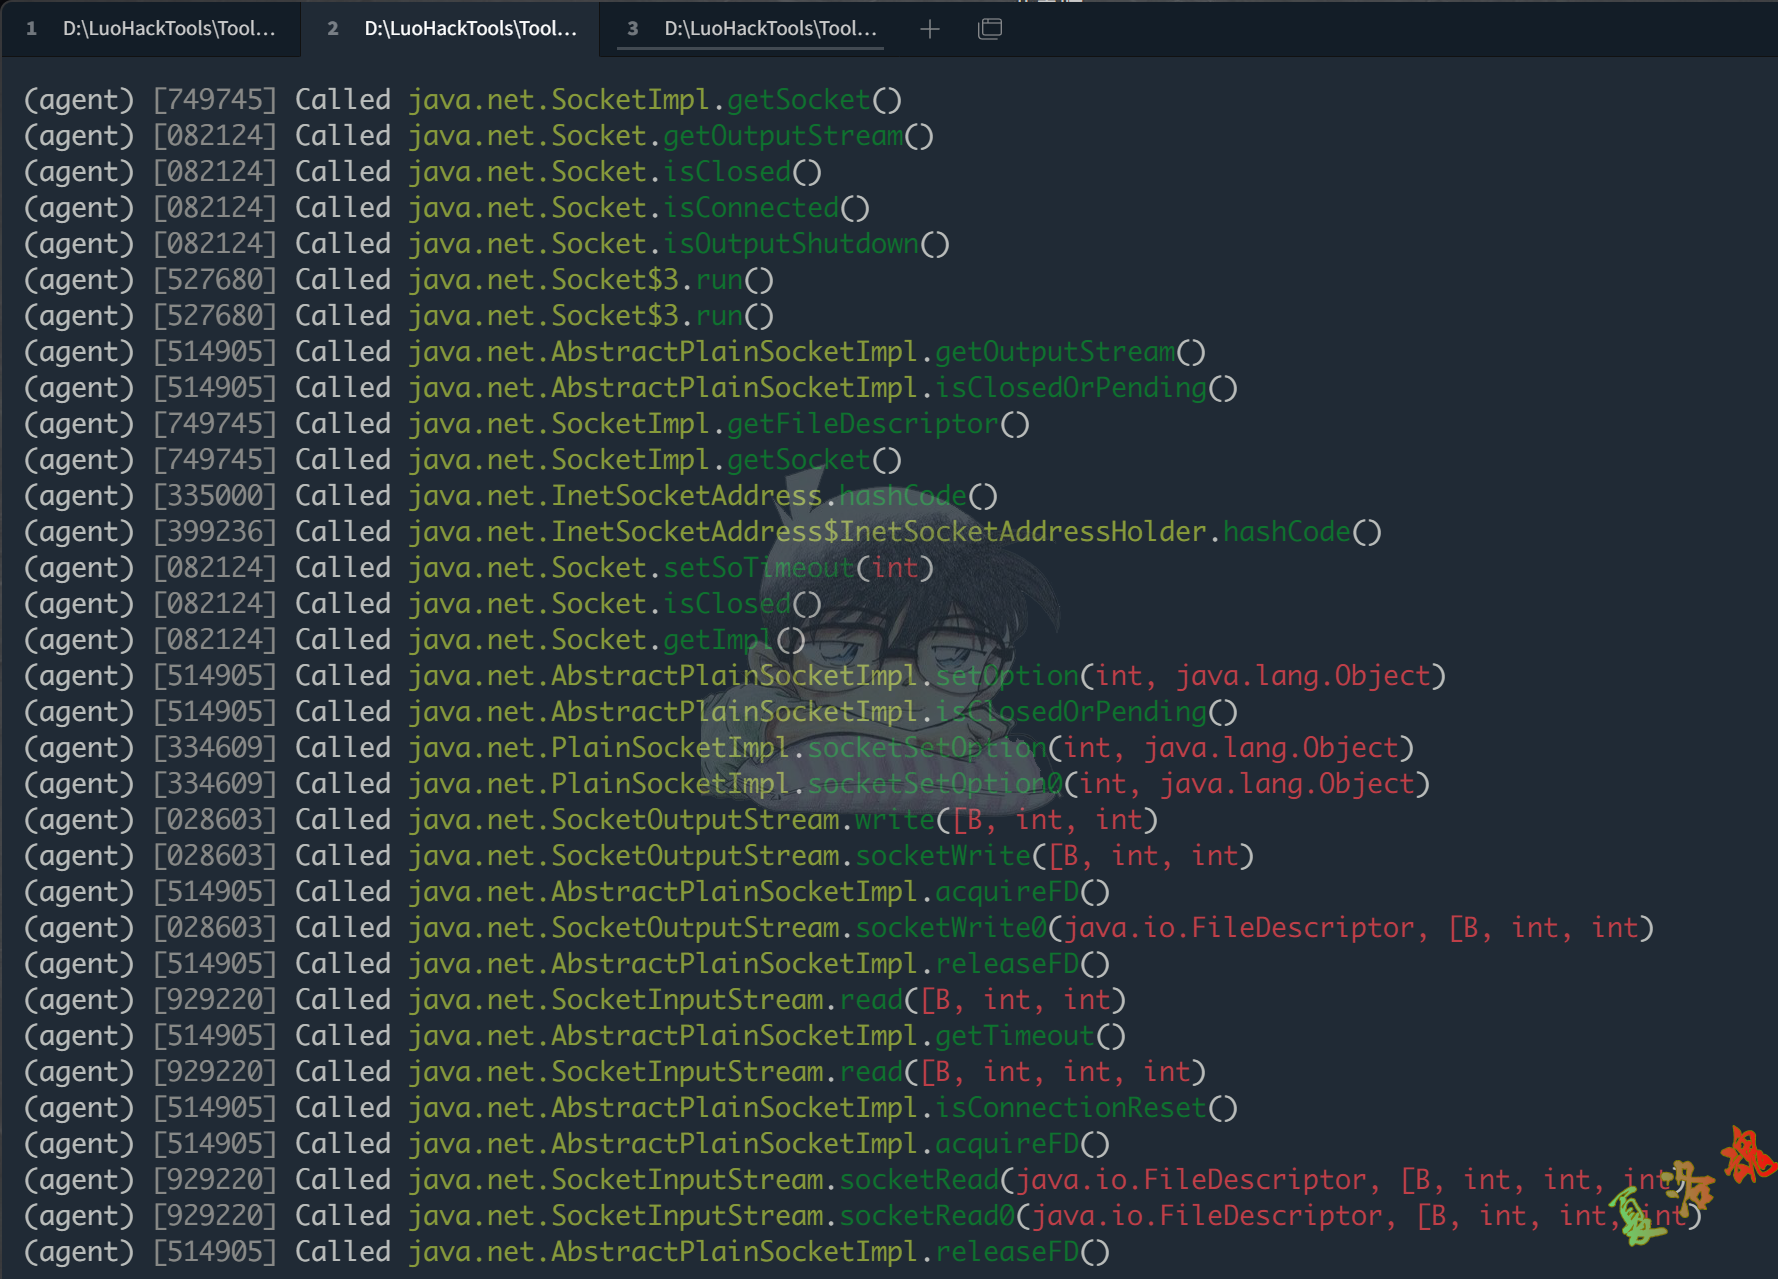 1 D:\LuoHackTools\Tool... 2 D:\LuoHackTools\Tool... 3 D:\LuoHackTools\Tool...
(agent) [749745] Called java.net.SocketImpl.getSocket()
(agent) [082124] Called java.net.Socket.getOutputStream()
(agent) [082124] Called java.net.Socket.isClosed()
(agent) [082124] Called java.net.Socket.isConnected()
(agent) [082124] Called java.net.Socket.isOutputShutdown()
(agent) [527680] Called java.net.Socket$3.run()
(agent) [527680] Called java.net.Socket$3.run()
(agent) [514905] Called java.net.AbstractPlainSocketImpl.getOutputStream()
(agent) [514905] Called java.net.AbstractPlainSocketImpl.isClosedOrPending()
(agent) [749745] Called java.net.SocketImpl.getFileDescriptor()
(agent) [749745] Called java.net.SocketImpl.getSocket()
(agent) [335000] Called java.net.InetSocketAddress.hashCode()
(agent) [399236] Called java.net.InetSocketAddress$InetSocketAddressHolder.hashCode()
(agent) [082124] Called java.net.Socket.setSoTimeout(int)
(agent) [082124] Called java.net.Socket.isClosed()
(agent) [082124] Called java.net.Socket.getImpl()
(agent) [514905] Called java.net.AbstractPlainSocketImpl.setOption(int, java.lang.Object)
(agent) [514905] Called java.net.AbstractPlainSocketImpl.isClosedOrPending()
(agent) [334609] Called java.net.PlainSocketImpl.socketSetOption(int, java.lang.Object)
(agent) [334609] Called java.net.PlainSocketImpl.socketSetOption0(int, java.lang.Object)
(agent) [028603] Called java.net.SocketOutputStream.write([B, int, int)
(agent) [028603] Called java.net.SocketOutputStream.socketWrite([B, int, int)
(agent) [514905] Called java.net.AbstractPlainSocketImpl.acquireFD()
(agent) [028603] Called java.net.SocketOutputStream.socketWrite0(java.io.FileDescriptor, [B, int, int)
(agent) [514905] Called java.net.AbstractPlainSocketImpl.releaseFD()
(agent) [929220] Called java.net.SocketInputStream.read([B, int, int)
(agent) [514905] Called java.net.AbstractPlainSocketImpl.getTimeout()
(agent) [929220] Called java.net.SocketInputStream.read([B, int, int, int)
(agent) [514905] Called java.net.AbstractPlainSocketImpl.isConnectionReset()
(agent) [514905] Called java.net.AbstractPlainSocketImpl.acquireFD()
(agent) [929220] Called java.net.SocketInputStream.socketRead(java.io.FileDescriptor, [B, int, int, int)
(agent) [929220] Called java.net.SocketInputStream.socketRead0(java.io.FileDescriptor, [B, int, int, int)
(agent) [514905] Called java.net.AbstractPlainSocketImpl.releaseFD()